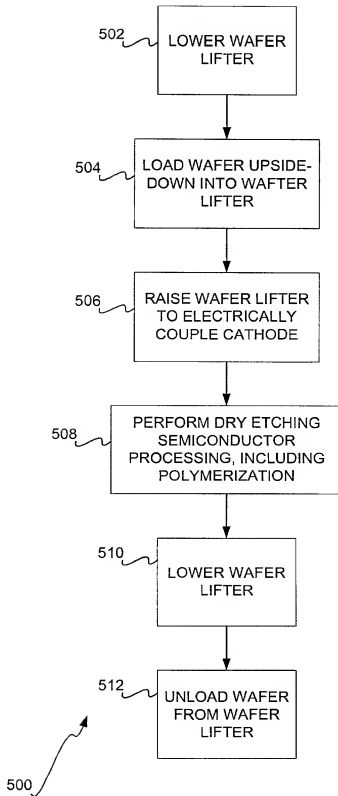 502
LOWER WAFER
LIFTER
504
LOAD WAFER UPSIDE-
DOWN INTO WAFTER
LIFTER
506
RAISE WAFER LIFTER
TO ELECTRICALLY
COUPLE CATHODE
508
PERFORM DRY ETCHING
SEMICONDUCTOR
PROCESSING, INCLUDING
POLYMERIZATION
510
LOWER WAFER
LIFTER
512
UNLOAD WAFER
FROM WAFER
LIFTER
500